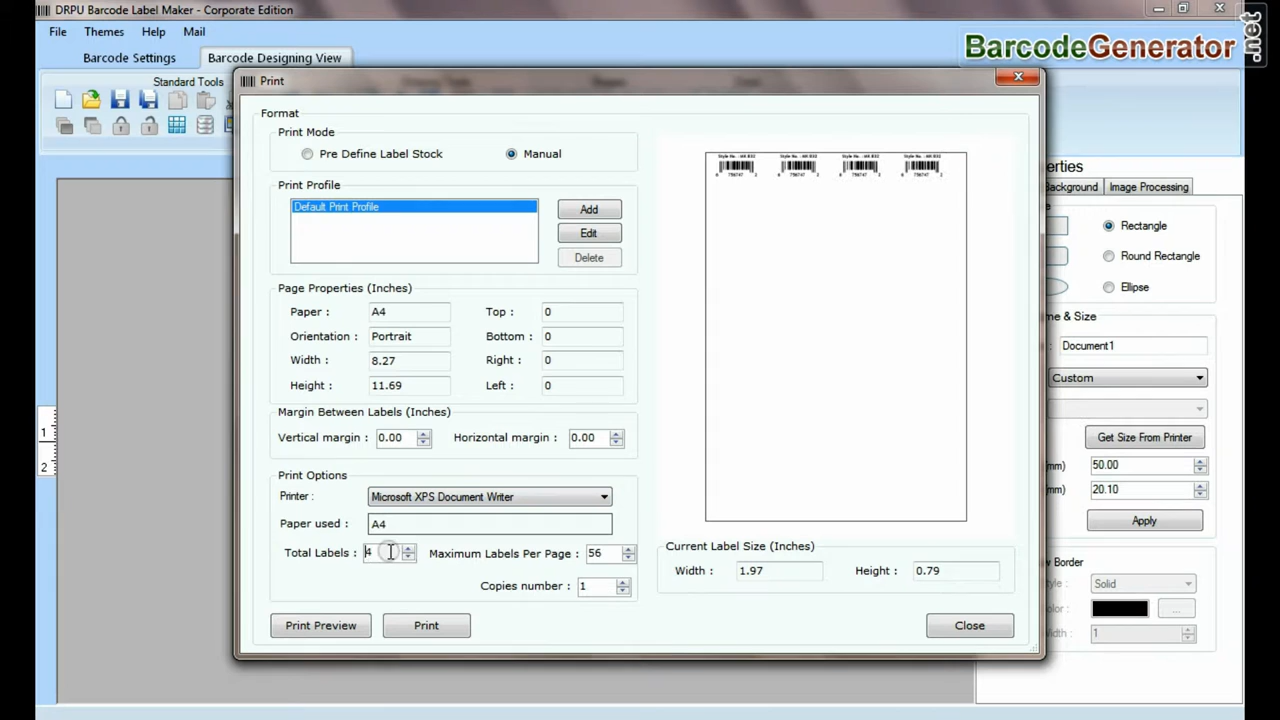 DRPU Barcode Label Maker - Corporate Edition
File Themes Help Mail
Barcode Settings Barcode Designing View
BarcodeGenerator.net
Standard Tools
Print
Format
Print Mode
Pre Define Label Stock Manual
Print Profile
Default Print Profile
Add
Edit
Delete
Page Properties (Inches)
Paper : A4 Top : 0
Orientation : Portrait Bottom : 0
Width : 8.27 Right : 0
Height : 11.69 Left : 0
Margin Between Labels (Inches)
Vertical margin : 0.00 Horizontal margin : 0.00
Print Options
Printer : Microsoft XPS Document Writer
Paper used : A4
Total Labels : 4 Maximum Labels Per Page : 56
Copies number : 1
Print Preview Print Close
Current Label Size (Inches)
Width : 1.97 Height : 0.79
Background Image Processing
Rectangle
Round Rectangle
Ellipse
Document1
Custom
Get Size From Printer
50.00
20.10
Apply
Border
Solid
...
1
1
2